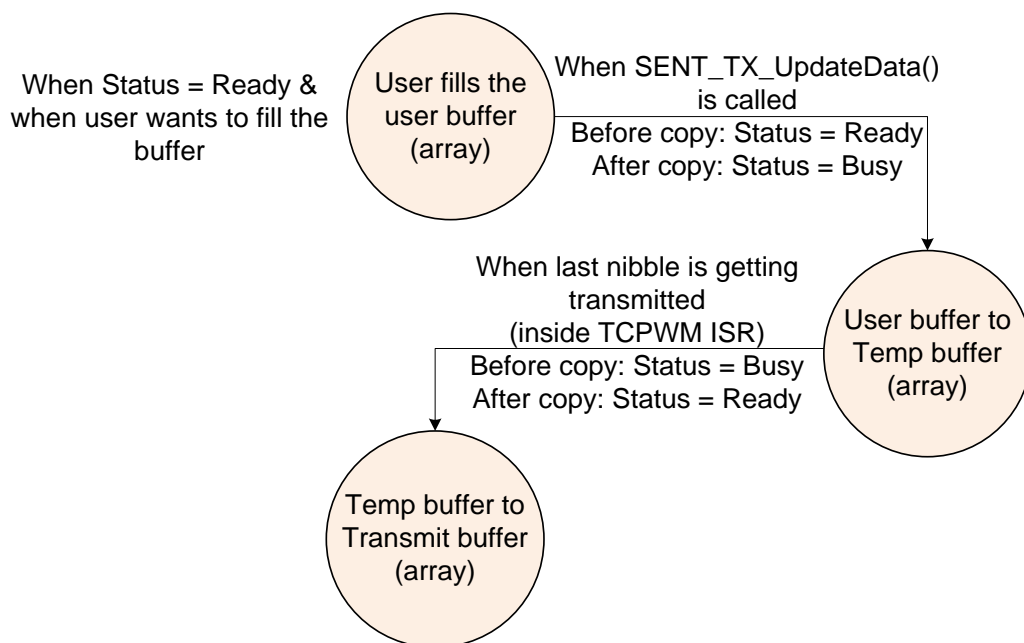 When Status = Ready &
when user wants to fill the
buffer
User fills the
user buffer
(array)
When SENT_TX_UpdateData()
is called
Before copy: Status = Ready
After copy: Status = Busy
User buffer to
Temp buffer
(array)
When last nibble is getting
transmitted
(inside TCPWM ISR)
Before copy: Status = Busy
After copy: Status = Ready
Temp buffer to
Transmit buffer
(array)